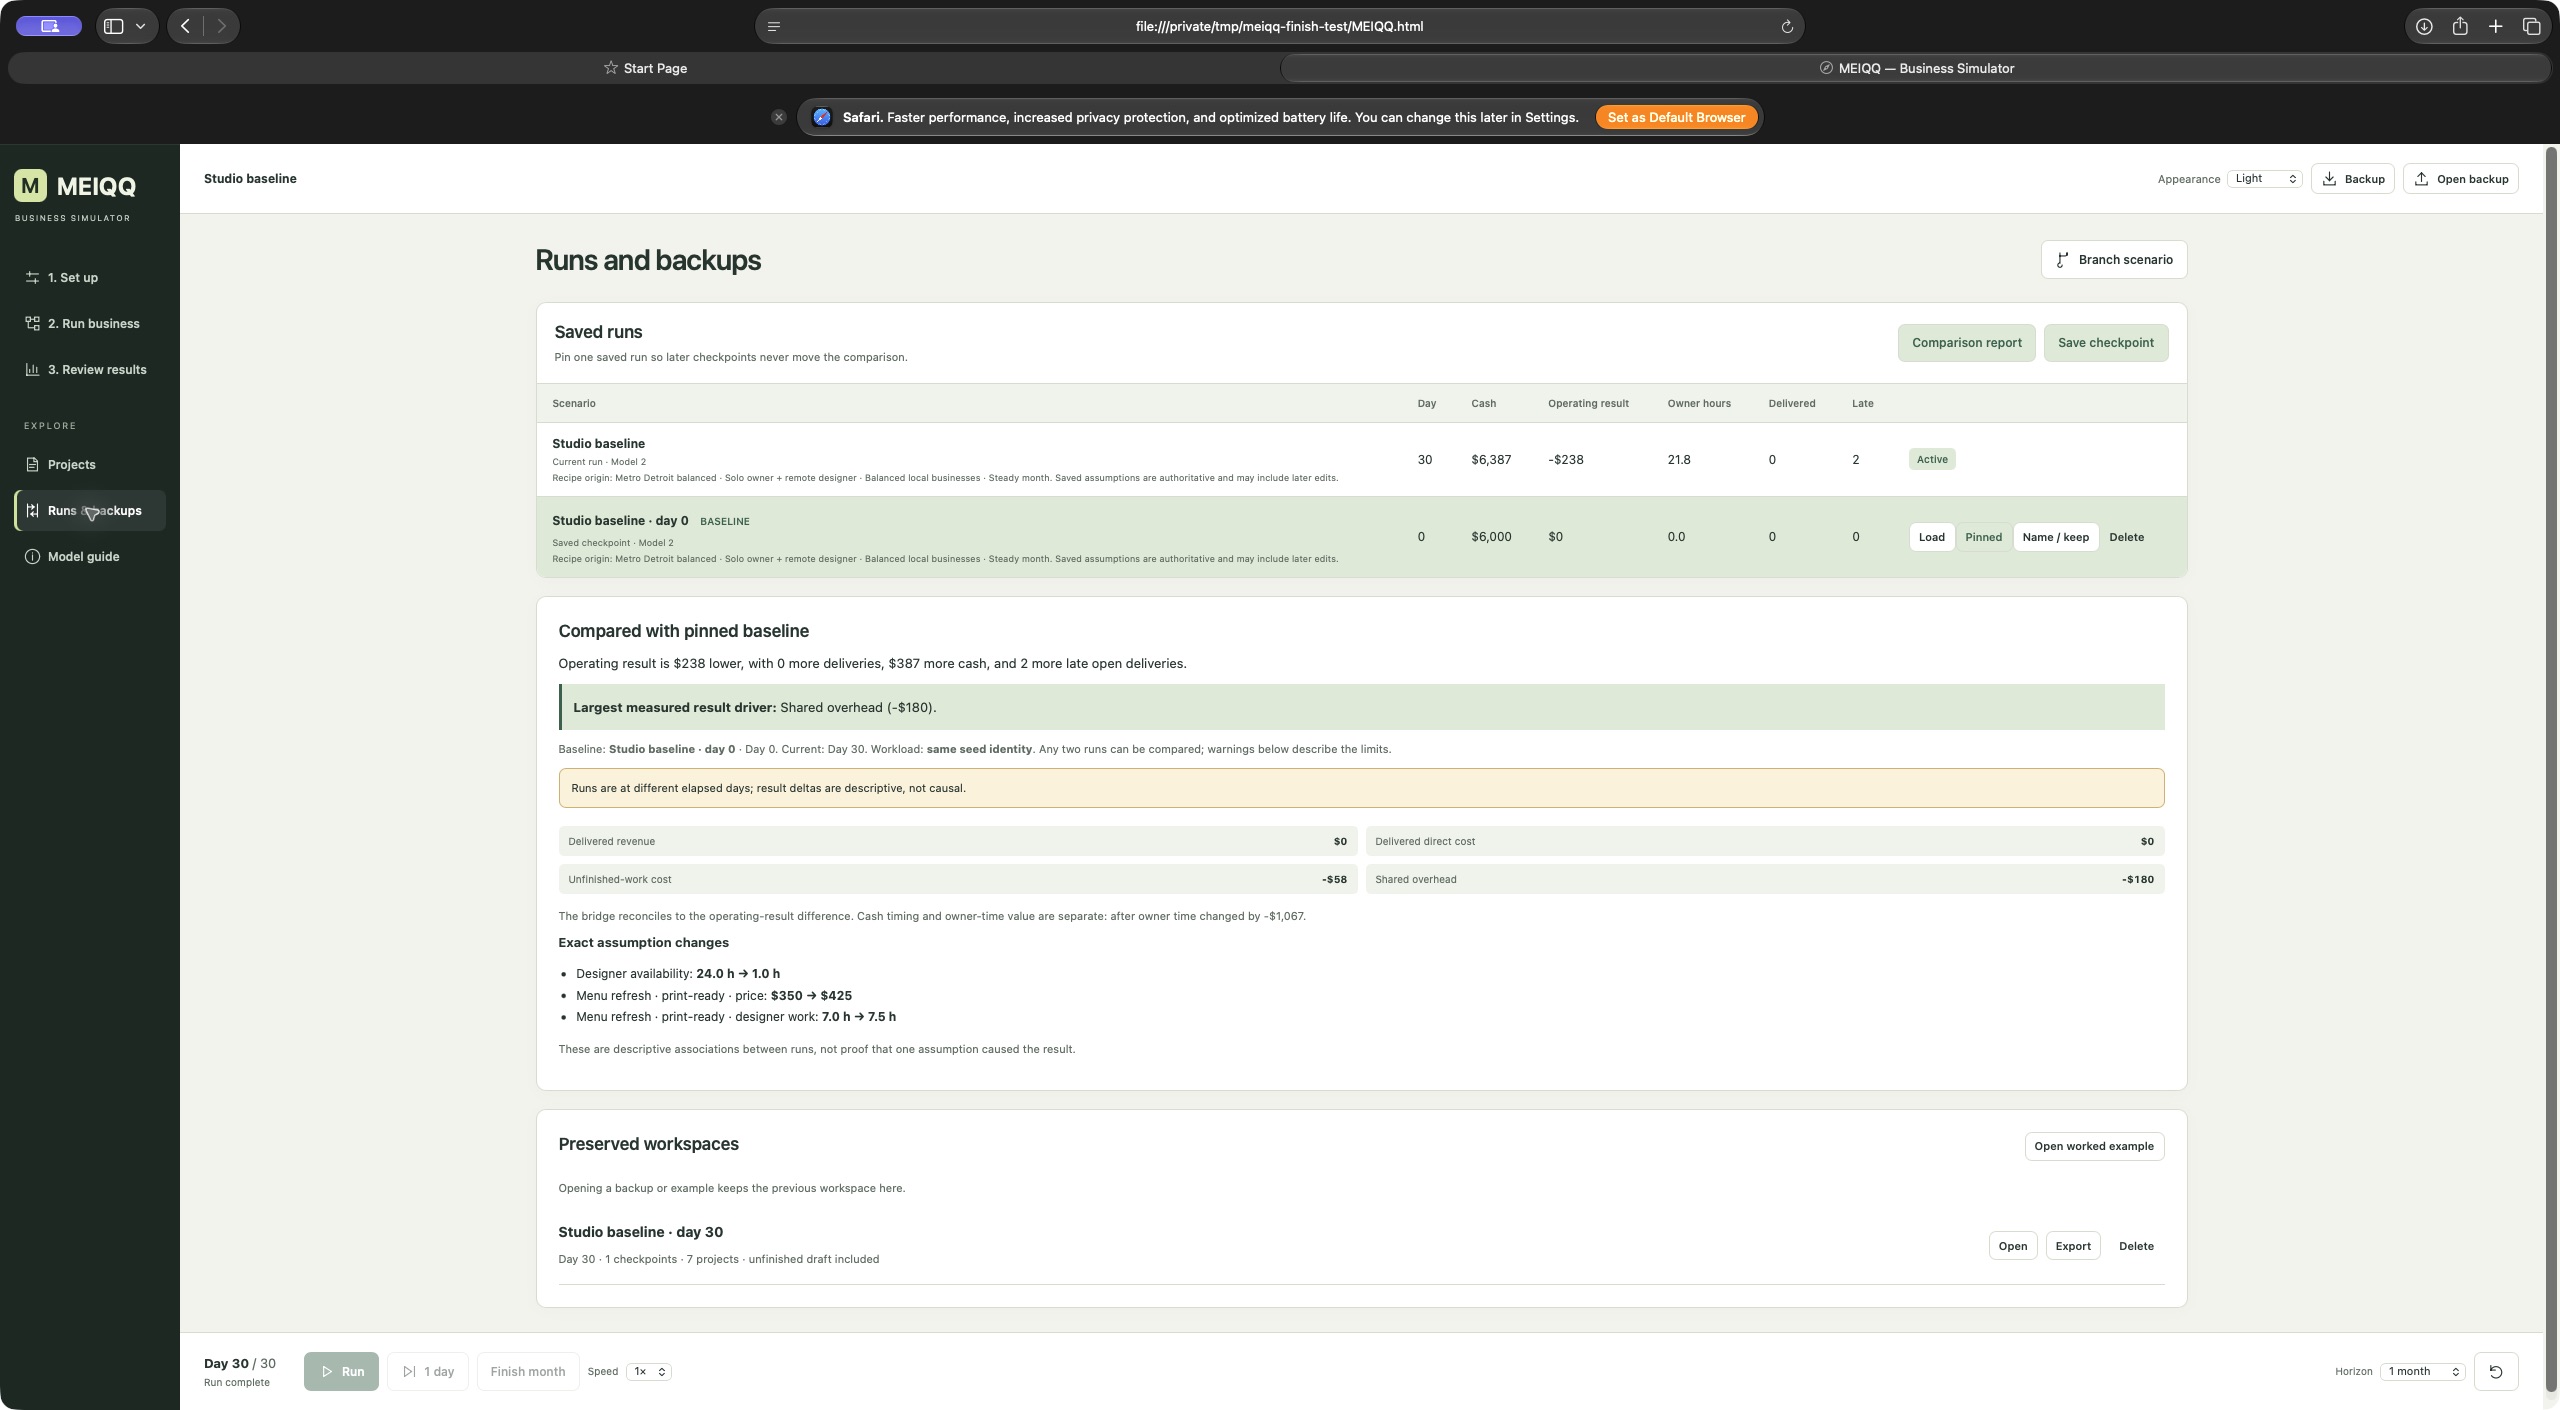 file:///private/tmp/meiqq-finish-test/MEIQQ.html
Start Page
MEIQQ — Business Simulator
Safari. Faster performance, increased privacy protection, and optimized battery life. You can change this later in Settings.
Set as Default Browser
M MEIQQ
BUSINESS SIMULATOR
1. Set up
2. Run business
3. Review results
EXPLORE
Projects
Runs & backups
Model guide
Studio baseline
Appearance Light
Backup
Open backup
Runs and backups
Branch scenario
Saved runs
Pin one saved run so later checkpoints never move the comparison.
Comparison report
Save checkpoint
Scenario Day Cash Operating result Owner hours Delivered Late
Studio baseline
Current run · Model 2
Recipe origin: Metro Detroit balanced · Solo owner + remote designer · Balanced local businesses · Steady month. Saved assumptions are authoritative and may include later edits.
30 $6,387 -$238 21.8 0 2 Active
Studio baseline · day 0 BASELINE
Saved checkpoint · Model 2
Recipe origin: Metro Detroit balanced · Solo owner + remote designer · Balanced local businesses · Steady month. Saved assumptions are authoritative and may include later edits.
0 $6,000 $0 0.0 0 0 Load Pinned Name / keep Delete
Compared with pinned baseline
Operating result is $238 lower, with 0 more deliveries, $387 more cash, and 2 more late open deliveries.
Largest measured result driver: Shared overhead (-$180).
Baseline: Studio baseline · day 0 · Day 0. Current: Day 30. Workload: same seed identity. Any two runs can be compared; warnings below describe the limits.
Runs are at different elapsed days; result deltas are descriptive, not causal.
Delivered revenue $0
Delivered direct cost $0
Unfinished-work cost -$58
Shared overhead -$180
The bridge reconciles to the operating-result difference. Cash timing and owner-time value are separate: after owner time changed by -$1,067.
Exact assumption changes
• Designer availability: 24.0 h → 1.0 h
• Menu refresh · print-ready · price: $350 → $425
• Menu refresh · print-ready · designer work: 7.0 h → 7.5 h
These are descriptive associations between runs, not proof that one assumption caused the result.
Preserved workspaces
Open worked example
Opening a backup or example keeps the previous workspace here.
Studio baseline · day 30
Day 30 · 1 checkpoints · 7 projects · unfinished draft included
Open Export Delete
Day 30 / 30
Run complete
Run
1 day
Finish month
Speed 1×
Horizon 1 month